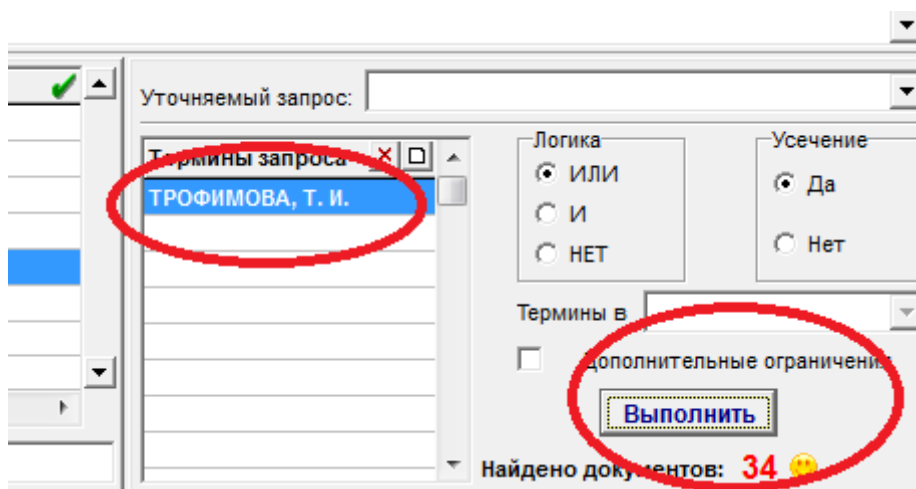 Уточняемый запрос:
Термины запроса
ТРОФИМОВА, Т. И.
Логика
ИЛИ
И
НЕТ
Усечение
Да
Нет
Термины в
Дополнительные ограничения
Выполнить
Найдено документов: 34